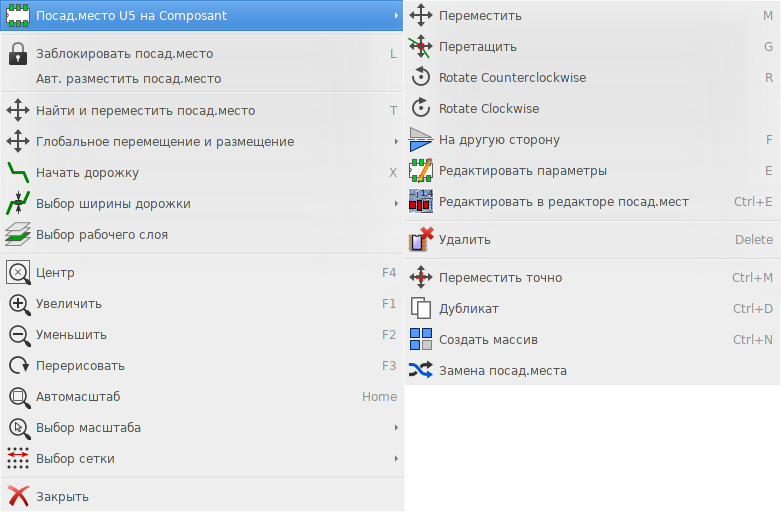 Посад.место U5 на Composant
Заблокировать посад.место L
Авт. разместить посад.место
Найти и переместить посад.место T
Глобальное перемещение и размещение
Начать дорожку X
Выбор ширины дорожки
Выбор рабочего слоя
Центр F4
Увеличить F1
Уменьшить F2
Перерисовать F3
Автомасштаб Home
Выбор масштаба
Выбор сетки
Закрыть
Переместить M
Перетащить G
Rotate Counterclockwise R
Rotate Clockwise
На другую сторону F
Редактировать параметры E
Редактировать в редакторе посад.мест Ctrl+E
Удалить Delete
Переместить точно Ctrl+M
Дубликат Ctrl+D
Создать массив Ctrl+N
Замена посад.места